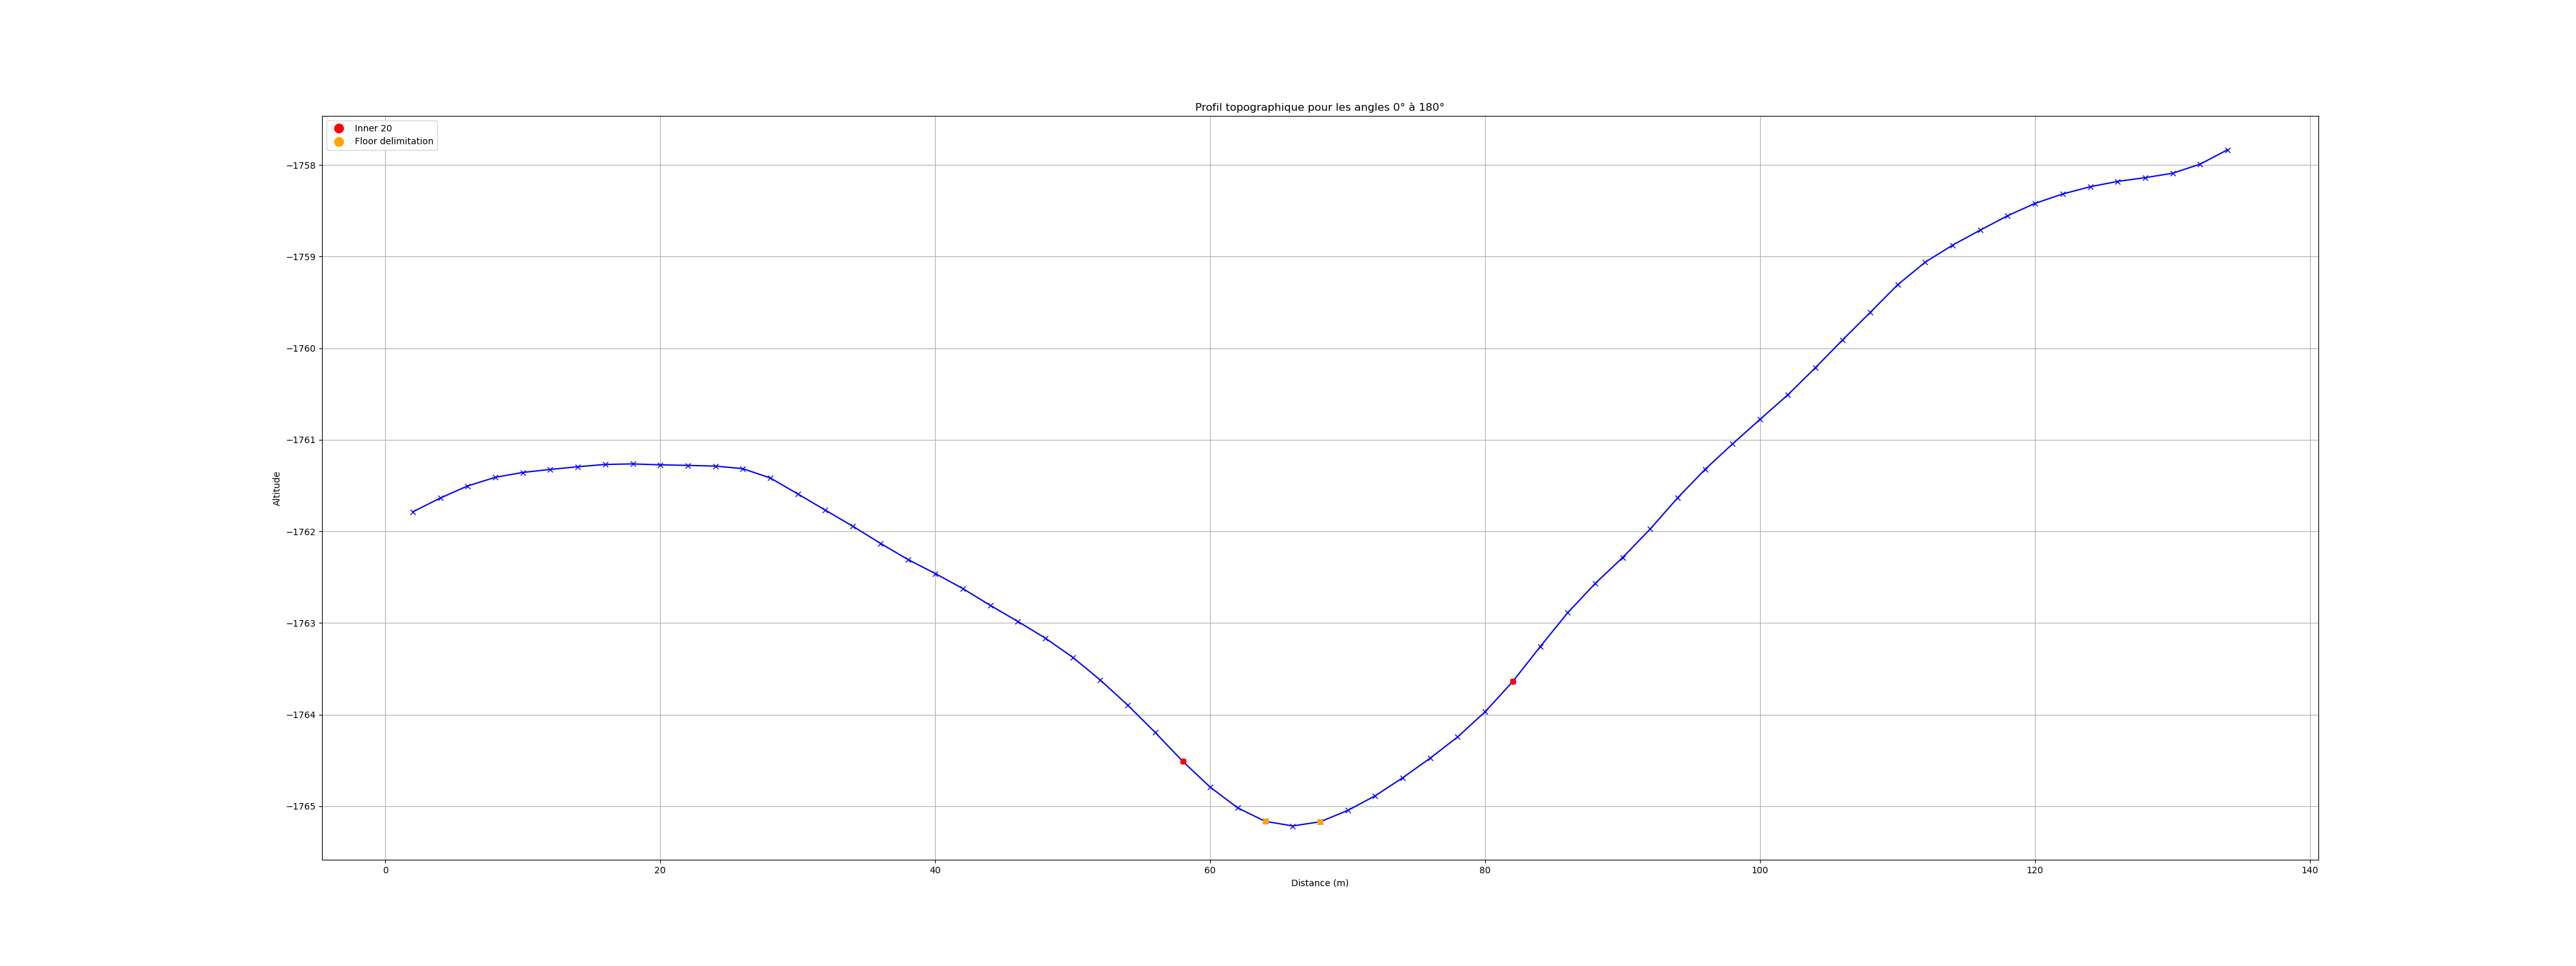 Profil topographique pour les angles 0° à 180°
Inner 20
Floor delimitation
−1758
−1759
−1760
−1761
−1762
−1763
−1764
−1765
Altitude
0 20 40 60 80 100 120 140
Distance (m)